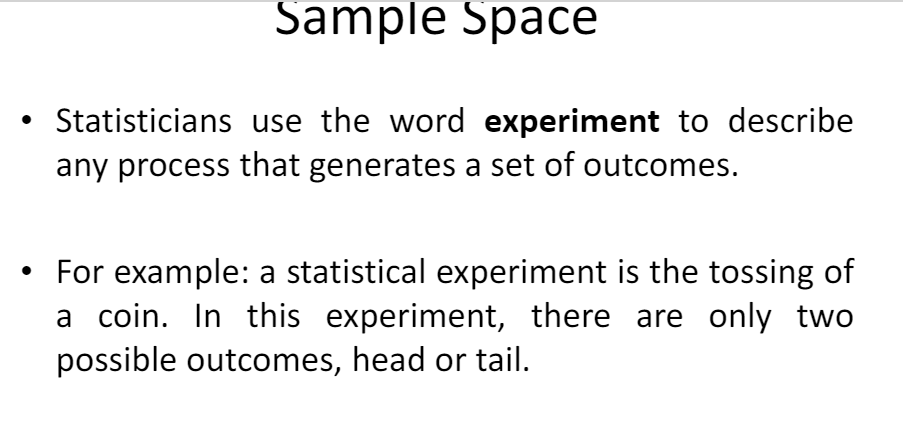 Sample Space
• Statisticians use the word experiment to describe
any process that generates a set of outcomes.
• For example: a statistical experiment is the tossing of
a coin. In this experiment, there are only two
possible outcomes, head or tail.